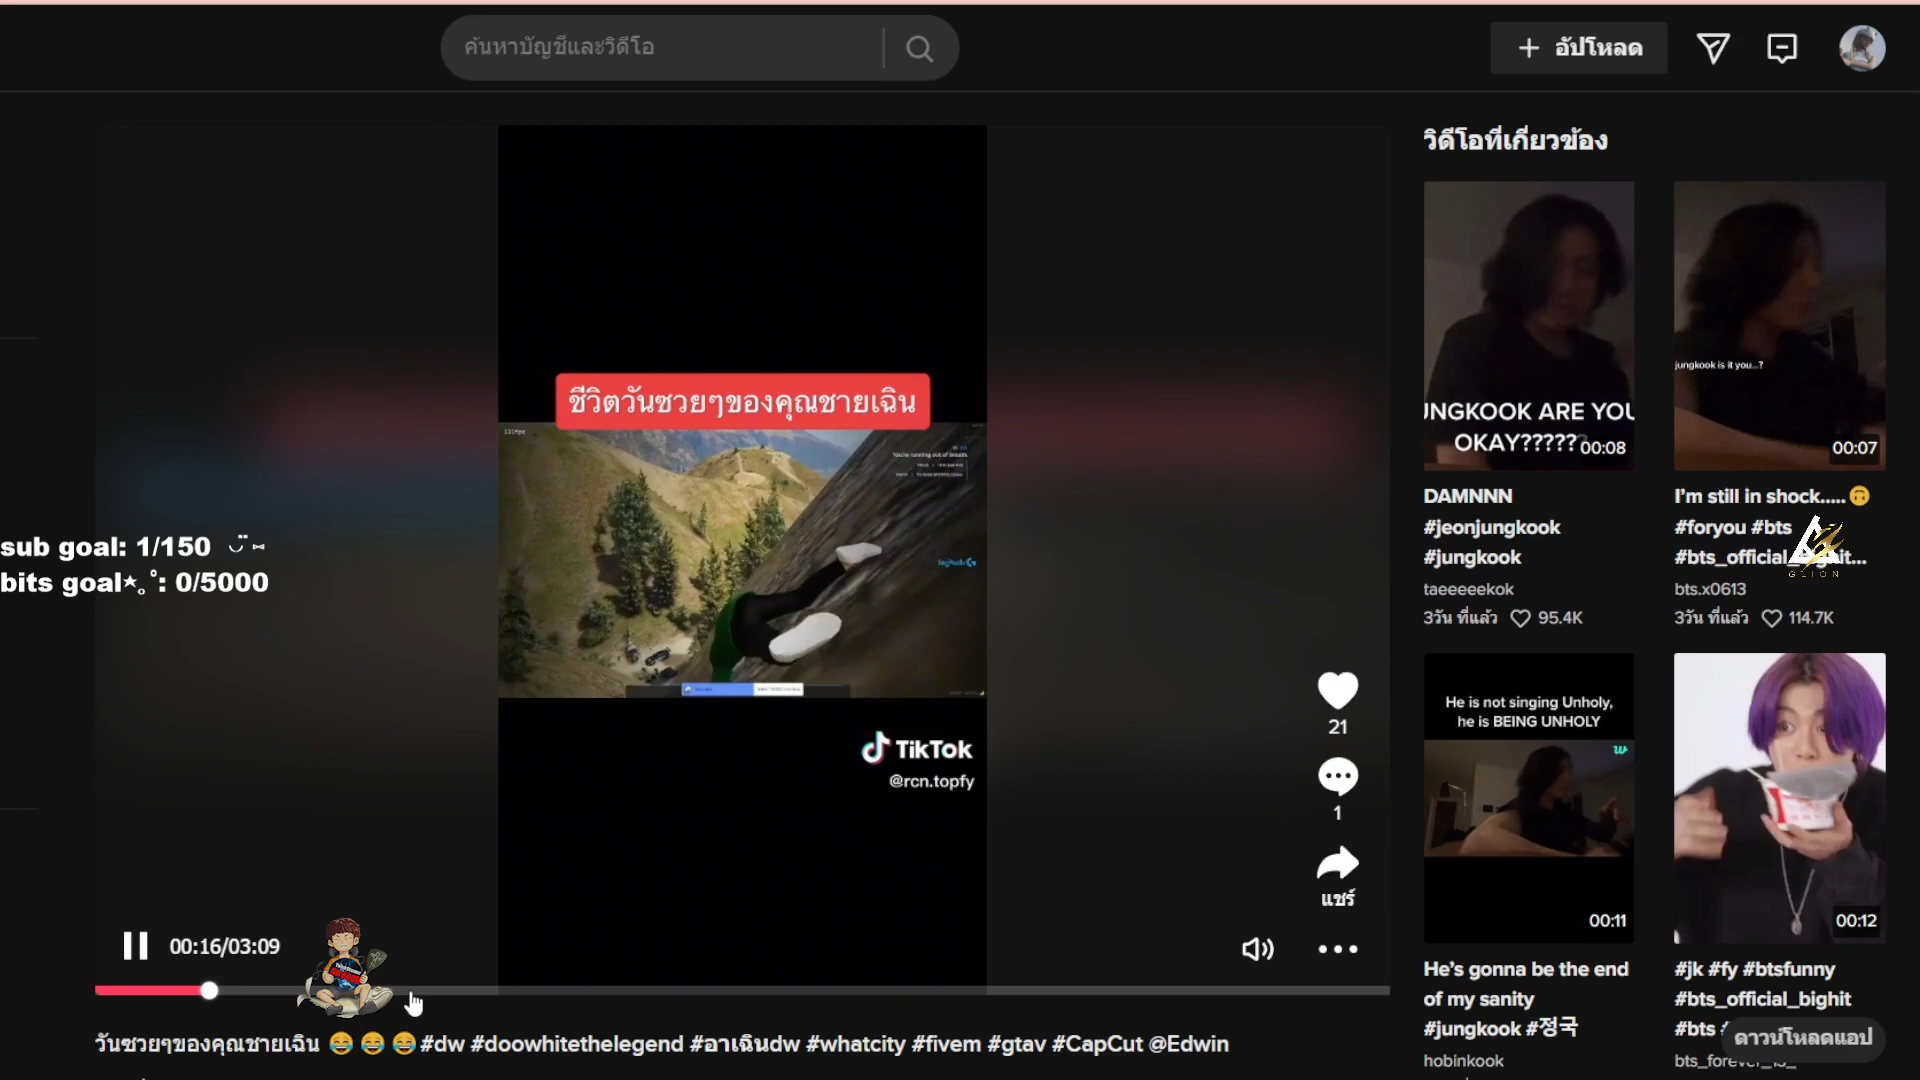 ค้นหาบัญชีและวิดีโอ
อัปโหลด
วิดีโอที่เกี่ยวข้อง
ชีวิตวันซวยๆของคุณชายเฉิน
131fps
You're running out of breath
logitech G
TikTok
@rcn.topfy
sub goal: 1/150
bits goal⋆｡˚: 0/5000
21
1
แชร์
00:16/03:09
วันซวยๆของคุณชายเฉิน 😂 😂 😂 #dw #doowhitethelegend #อาเฉินdw #whatcity #fivem #gtav #CapCut @Edwin
JNGKOOK ARE YOU
OKAY?????
00:08
DAMNNN
#jeonjungkook
#jungkook
taeeeeekok
3วัน ที่แล้ว 95.4K
jungkook is it you...?
00:07
I'm still in shock..... 🙃
#foryou #bts
#bts_official_bighit...
GLION
bts.x0613
3วัน ที่แล้ว 114.7K
He is not singing Unholy,
he is BEING UNHOLY
00:11
He's gonna be the end
of my sanity
#jungkook #정국
hobinkook
00:12
#jk #fy #btsfunny
#bts_official_bighit
#bts
ดาวน์โหลดแอป